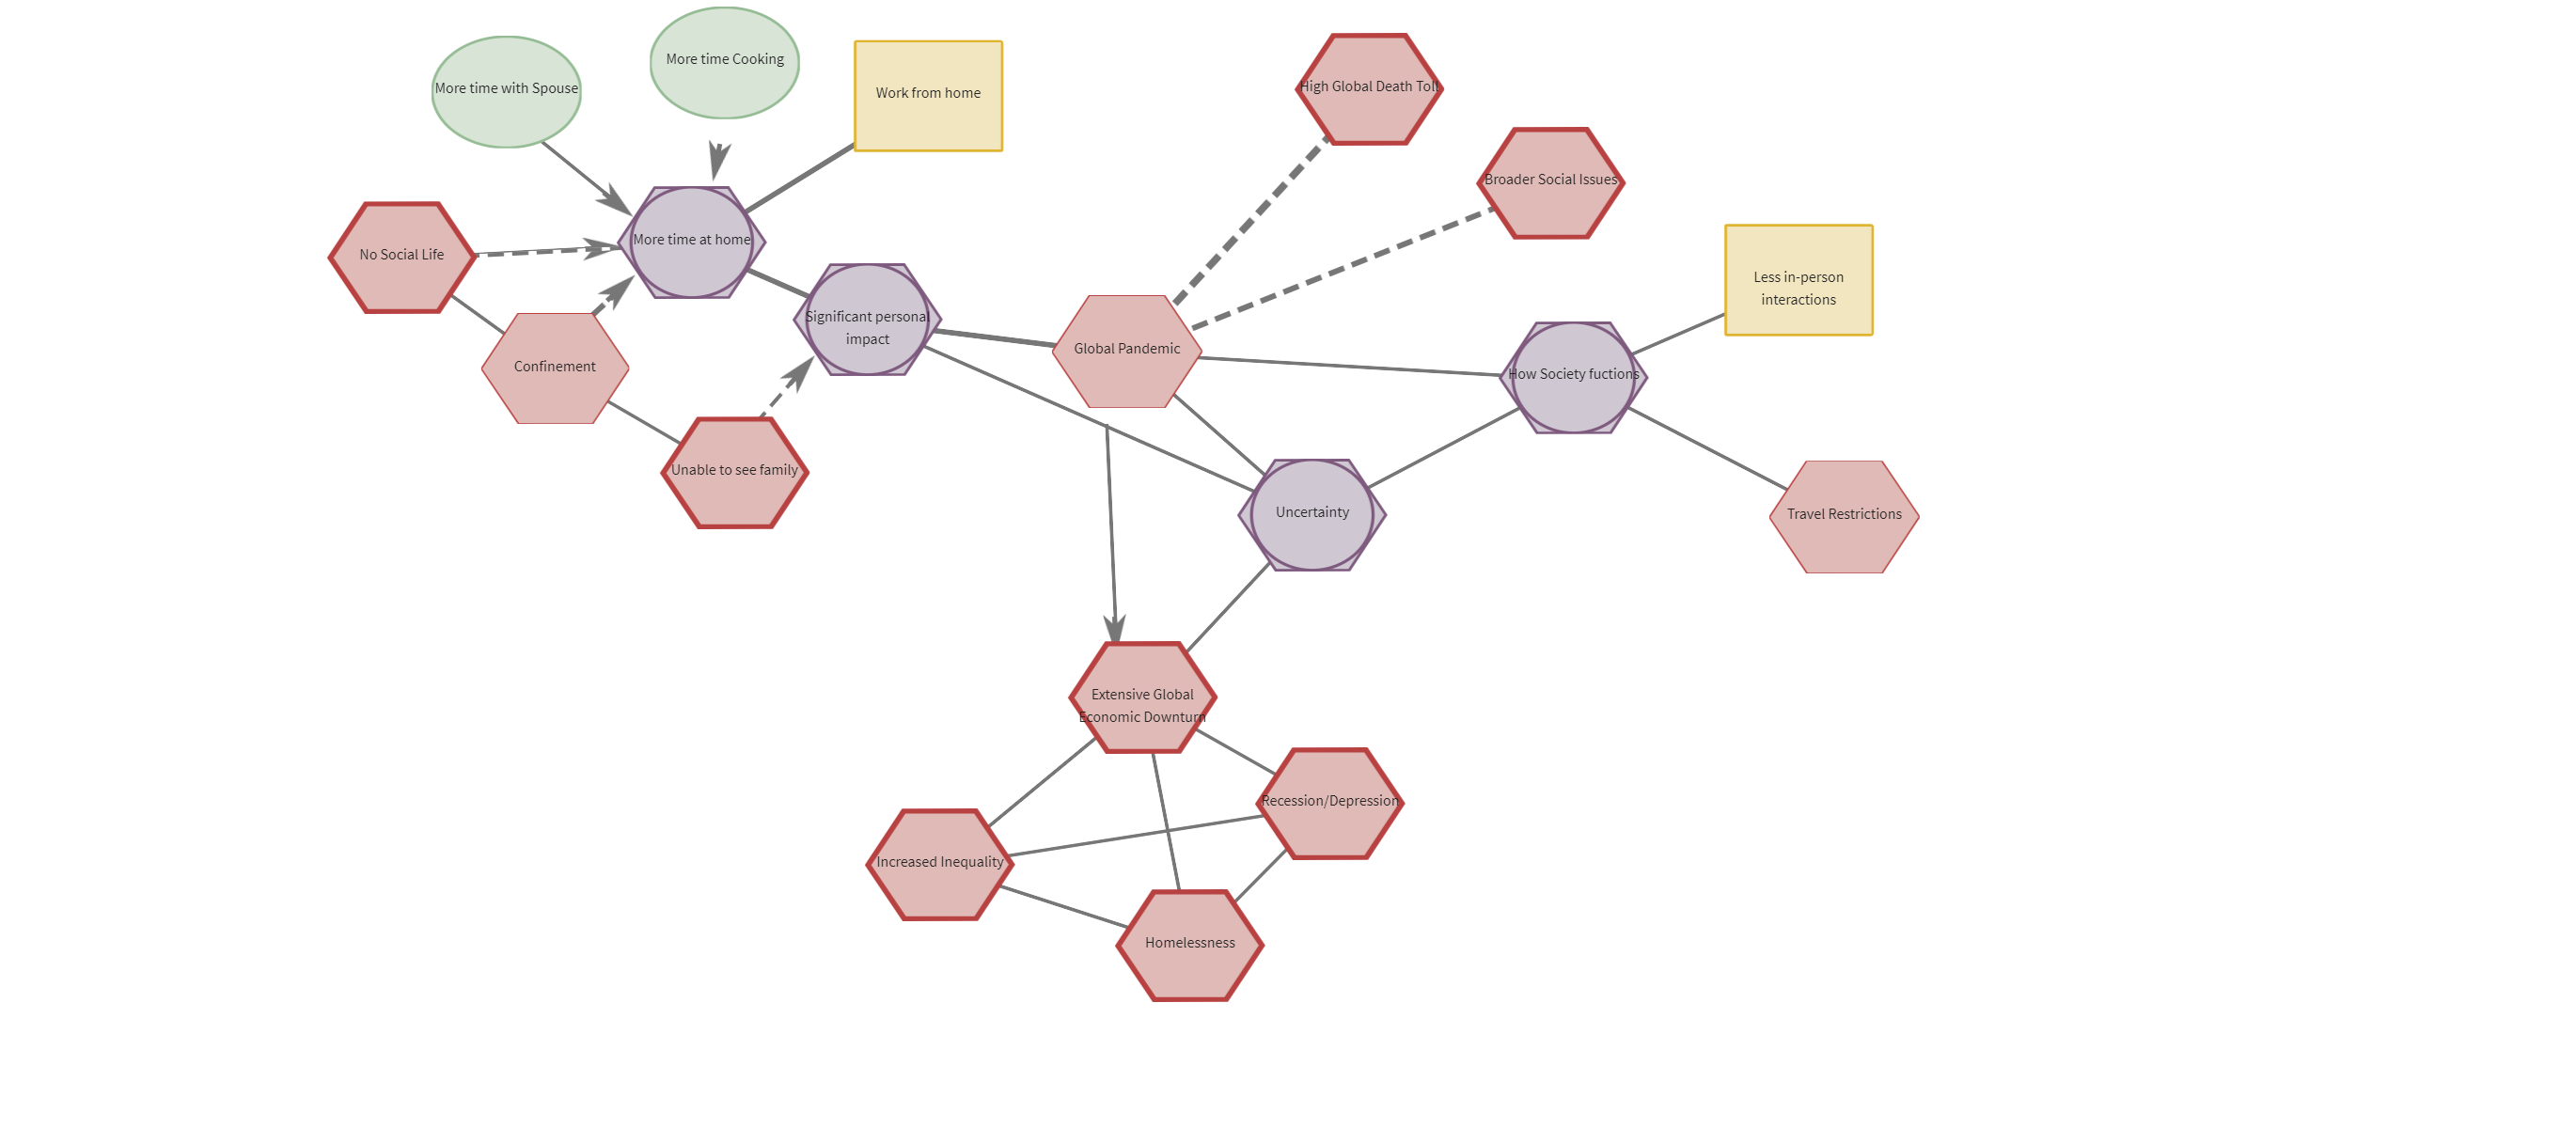 More time Cooking
More time with Spouse
Work from home
High Global Death Toll
Broader Social Issues
No Social Life
More time at home
Less in-person
interactions
Significant personal
impact
Global Pandemic
Confinement
How Society fuctions
Unable to see family
Uncertainty
Travel Restrictions
Extensive Global
Economic Downturn
Recession/Depression
Increased Inequality
Homelessness